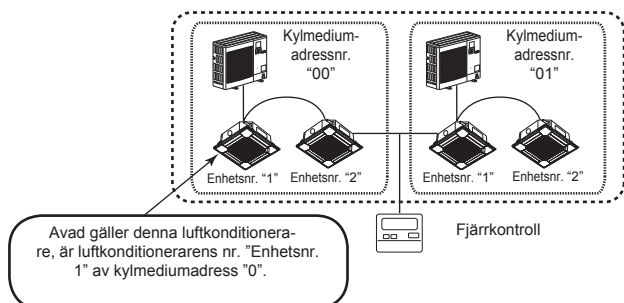 Kylmedium-
adressnr.
“00”
Kylmedium-
adressnr.
“01”
Enhetsnr. “1”
Enhetsnr. “2”
Enhetsnr. “1”
Enhetsnr. “2”
Fjärrkontroll
Avad gäller denna luftkonditionera-
re, är luftkonditionerarens nr. ”Enhetsnr.
1” av kylmediumadress ”0”.